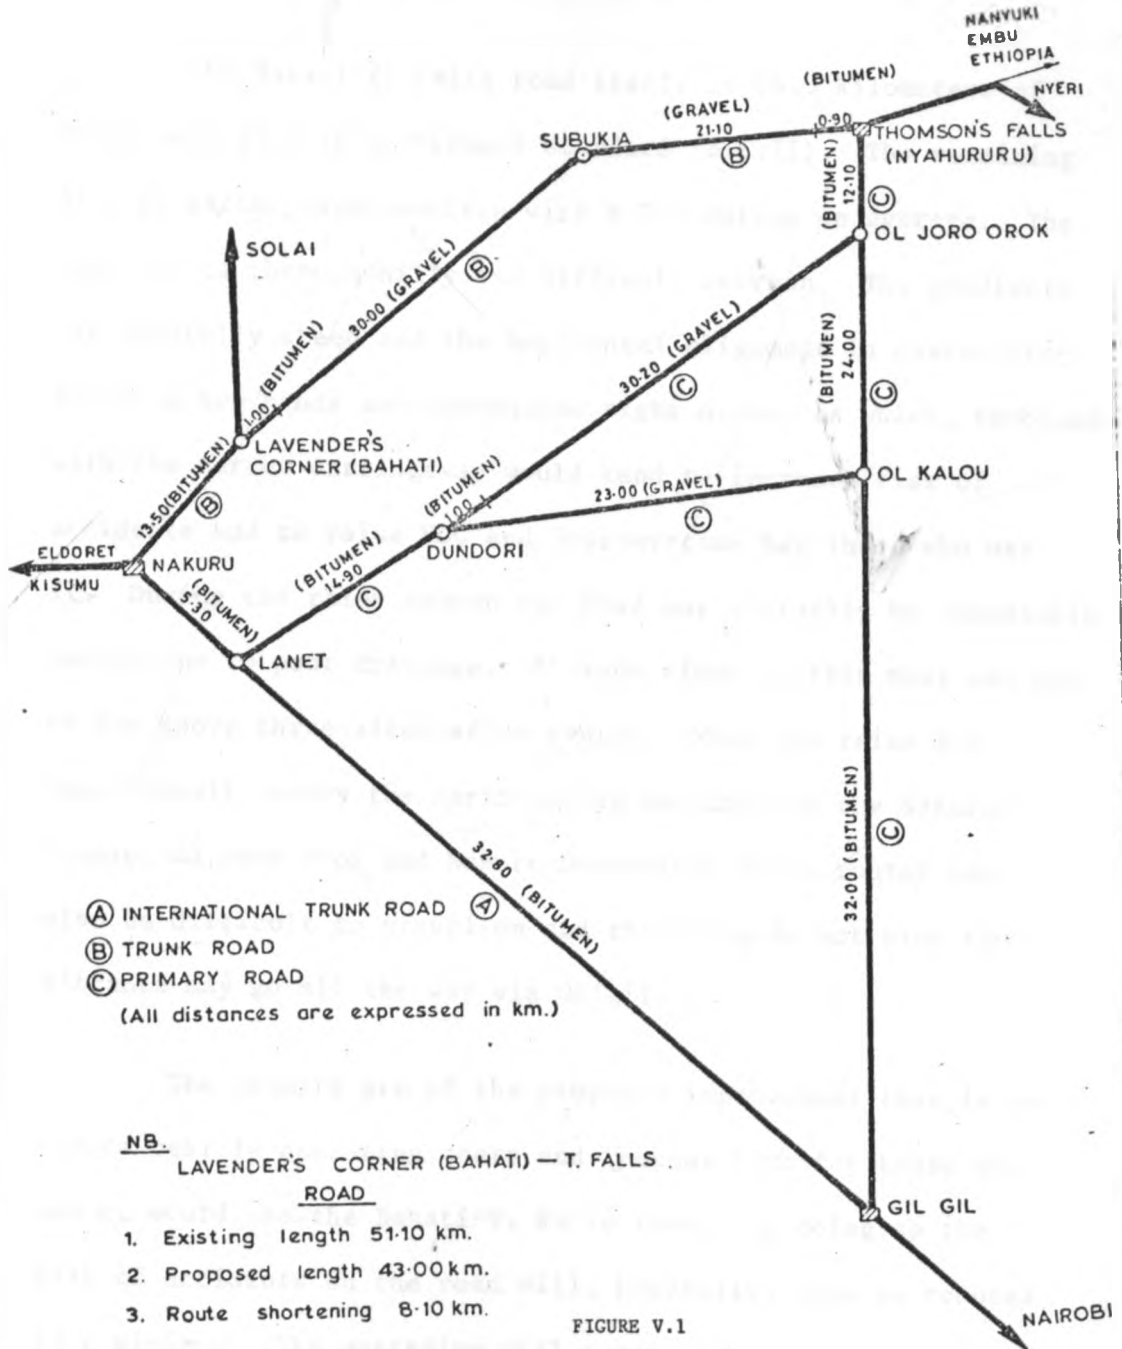 NANYUKI
EMBU
ETHIOPIA
NYERI
(BITUMEN)
(GRAVEL)
SUBUKIA
21·10
0·90
Ⓑ
THOMSON'S FALLS
(NYAHURURU)
(BITUMEN)
12·10
Ⓒ
OL JORO OROK
SOLAI
30·00 (GRAVEL)
Ⓑ
1·00 (BITUMEN)
30·20 (GRAVEL)
Ⓒ
(BITUMEN)
24·00
Ⓒ
LAVENDER'S
CORNER (BAHATI)
13·50 (BITUMEN)
Ⓑ
(BITUMEN)
1·00
23·00 (GRAVEL)
Ⓒ
OL KALOU
DUNDORI
ELDORET
KISUMU
NAKURU
(BITUMEN)
5·30
(BITUMEN)
14·90
Ⓒ
LANET
32·80 (BITUMEN)
Ⓐ
32·00 (BITUMEN)
Ⓒ
Ⓐ INTERNATIONAL TRUNK ROAD
Ⓑ TRUNK ROAD
Ⓒ PRIMARY ROAD
(All distances are expressed in km.)
NB.
LAVENDER'S CORNER (BAHATI) – T. FALLS
ROAD
1. Existing length 51·10 km.
2. Proposed length 43·00 km.
3. Route shortening 8·10 km.
GIL GIL
NAIROBI
FIGURE V.1